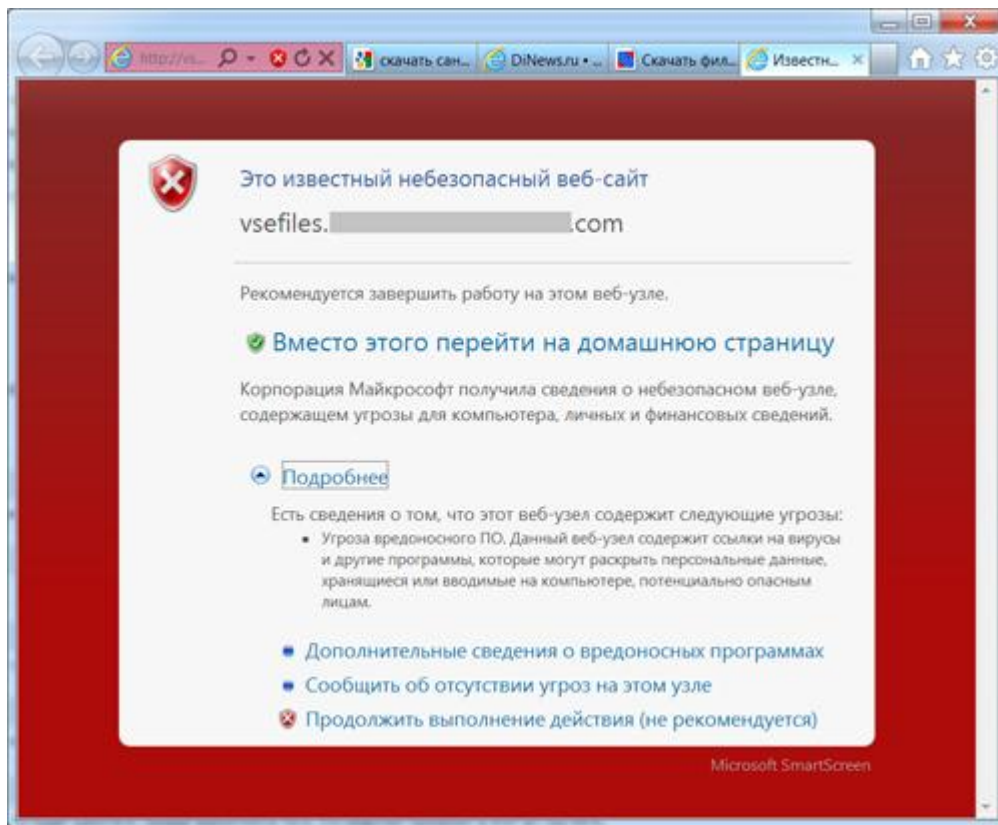 http://vs...
скачать сан...
DiNews.ru • ...
Скачать фил...
Известн...
Это известный небезопасный веб-сайт
vsefiles. .com
Рекомендуется завершить работу на этом веб-узле.
Вместо этого перейти на домашнюю страницу
Корпорация Майкрософт получила сведения о небезопасном веб-узле,
содержащем угрозы для компьютера, личных и финансовых сведений.
Подробнее
Есть сведения о том, что этот веб-узел содержит следующие угрозы:
• Угроза вредоносного ПО. Данный веб-узел содержит ссылки на вирусы
и другие программы, которые могут раскрыть персональные данные,
хранящиеся или вводимые на компьютере, потенциально опасным
лицам.
Дополнительные сведения о вредоносных программах
Сообщить об отсутствии угроз на этом узле
Продолжить выполнение действия (не рекомендуется)
Microsoft SmartScreen